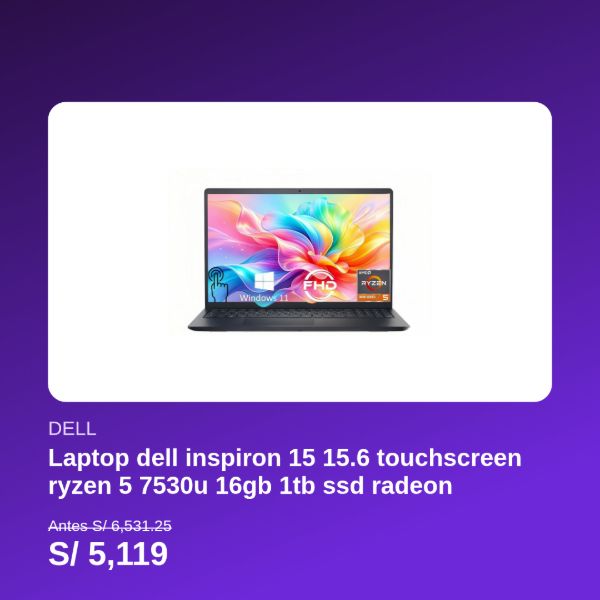 Windows 11
FHD
AMD
RYZEN
5
DELL
Laptop dell inspiron 15 15.6 touchscreen
ryzen 5 7530u 16gb 1tb ssd radeon
Antes S/ 6,531.25
S/ 5,119